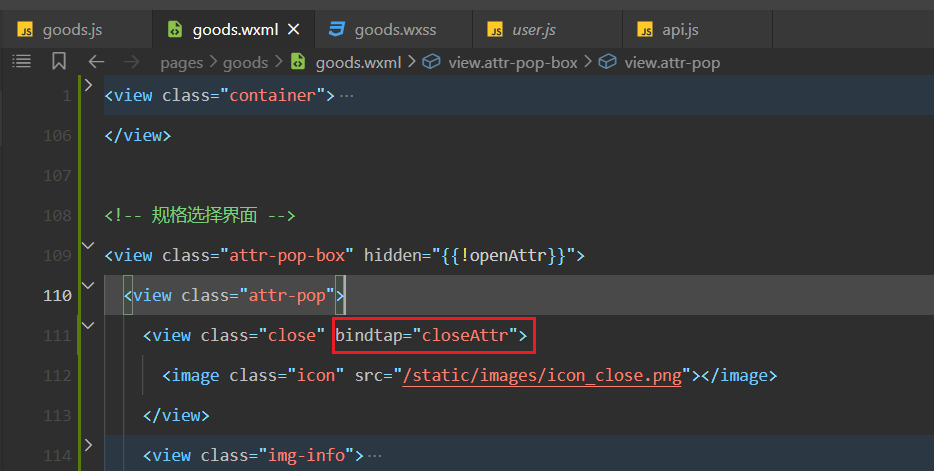 JS goods.js goods.wxml × goods.wxss JS user.js JS api.js
pages > goods > goods.wxml > view.attr-pop-box > view.attr-pop
1 <view class="container"> ···
106 </view>
107
108 <!-- 规格选择界面 -->
109 <view class="attr-pop-box" hidden="{{!openAttr}}">
110 <view class="attr-pop">
111 <view class="close" bindtap="closeAttr">
112 <image class="icon" src="/static/images/icon_close.png"></image>
113 </view>
114 <view class="img-info"> ···